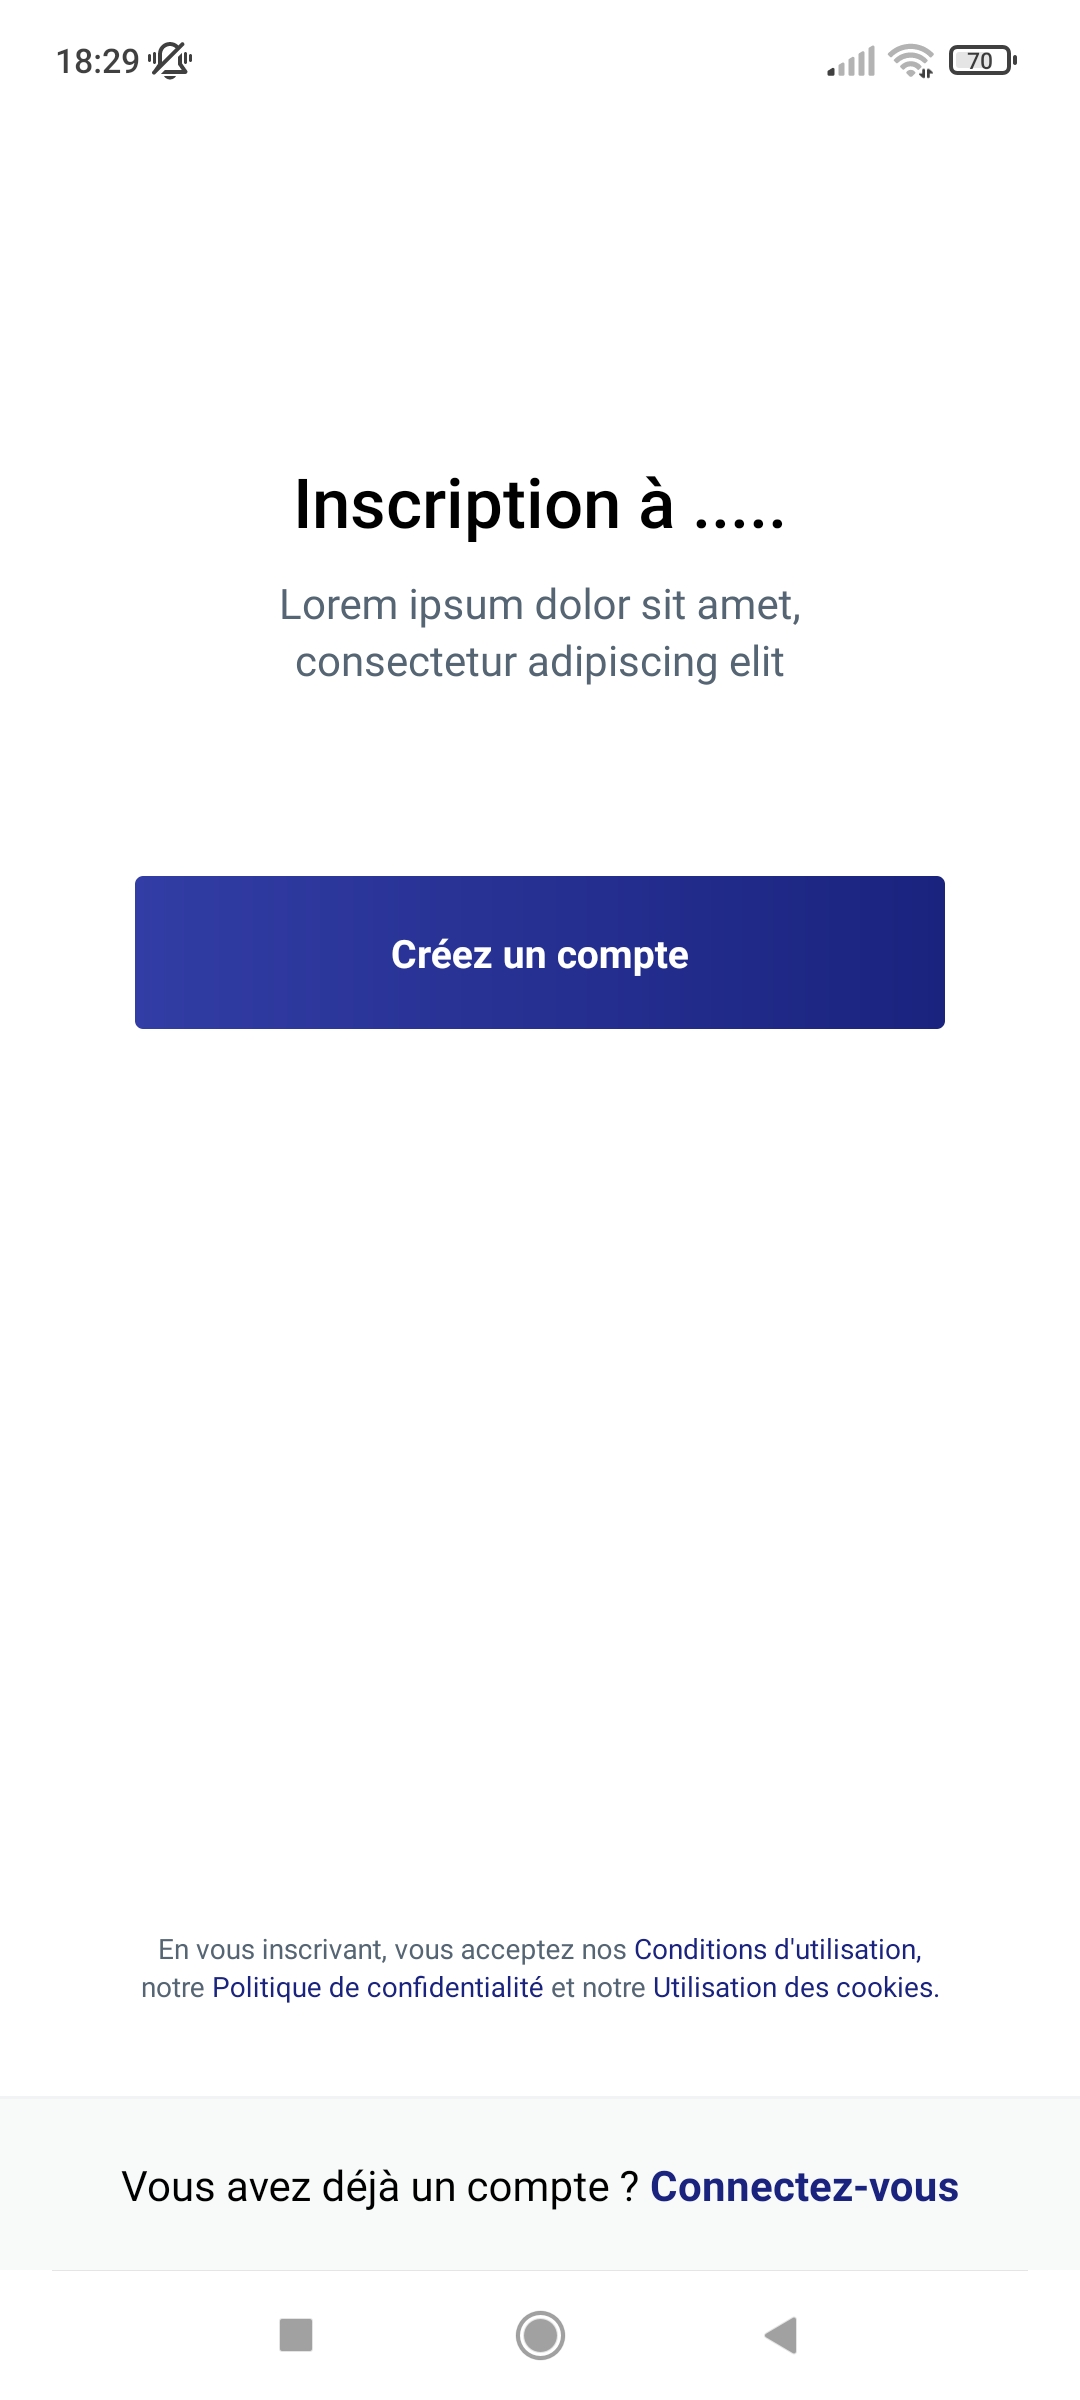 18:29
70
Inscription à .....
Lorem ipsum dolor sit amet,
consectetur adipiscing elit
Créez un compte
En vous inscrivant, vous acceptez nos Conditions d'utilisation,
notre Politique de confidentialité et notre Utilisation des cookies.
Vous avez déjà un compte ? Connectez-vous